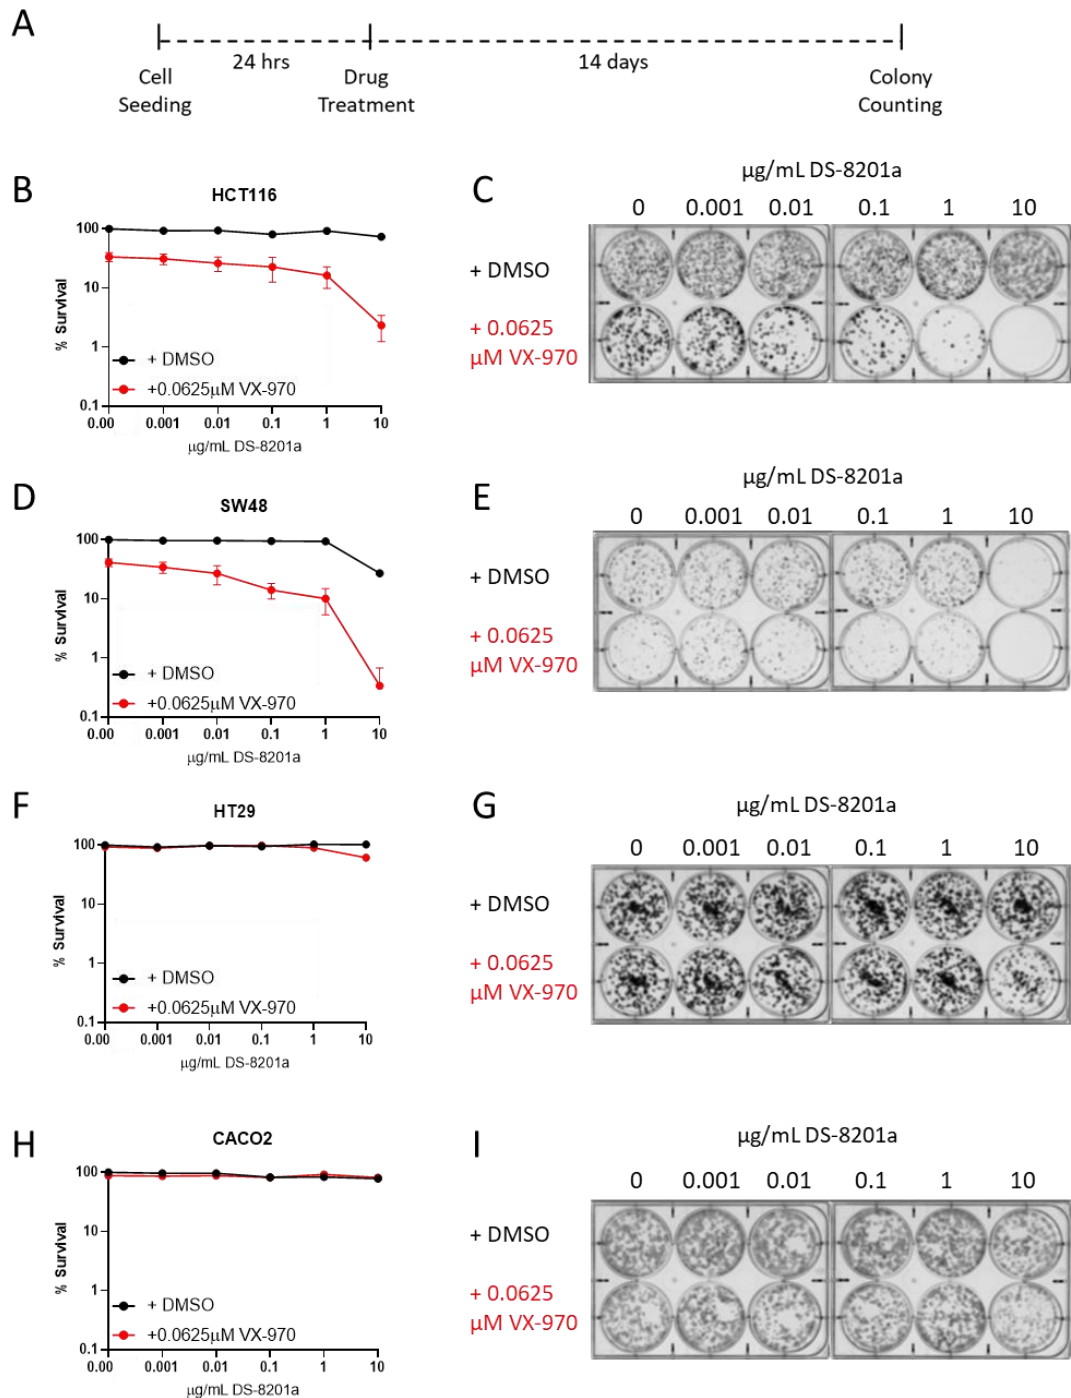 A
24 hrs
14 days
Cell
Seeding
Drug
Treatment
Colony
Counting
B
HCT116
100
10
1
0.1
% Survival
+ DMSO
+0.0625μM VX-970
0.00 0.001 0.01 0.1 1 10
μg/mL DS-8201a
C
μg/mL DS-8201a
0 0.001 0.01 0.1 1 10
+ DMSO
+ 0.0625
μM VX-970
D
SW48
100
10
1
0.1
% Survival
+ DMSO
+0.0625μM VX-970
0.00 0.001 0.01 0.1 1 10
μg/mL DS-8201a
E
μg/mL DS-8201a
0 0.001 0.01 0.1 1 10
+ DMSO
+ 0.0625
μM VX-970
F
HT29
100
10
1
0.1
% Survival
+ DMSO
+0.0625μM VX-970
0.00 0.001 0.01 0.1 1 10
μg/mL DS-8201a
G
μg/mL DS-8201a
0 0.001 0.01 0.1 1 10
+ DMSO
+ 0.0625
μM VX-970
H
CACO2
100
10
1
0.1
% Survival
+ DMSO
+0.0625μM VX-970
0.00 0.001 0.01 0.1 1 10
μg/mL DS-8201a
I
μg/mL DS-8201a
0 0.001 0.01 0.1 1 10
+ DMSO
+ 0.0625
μM VX-970